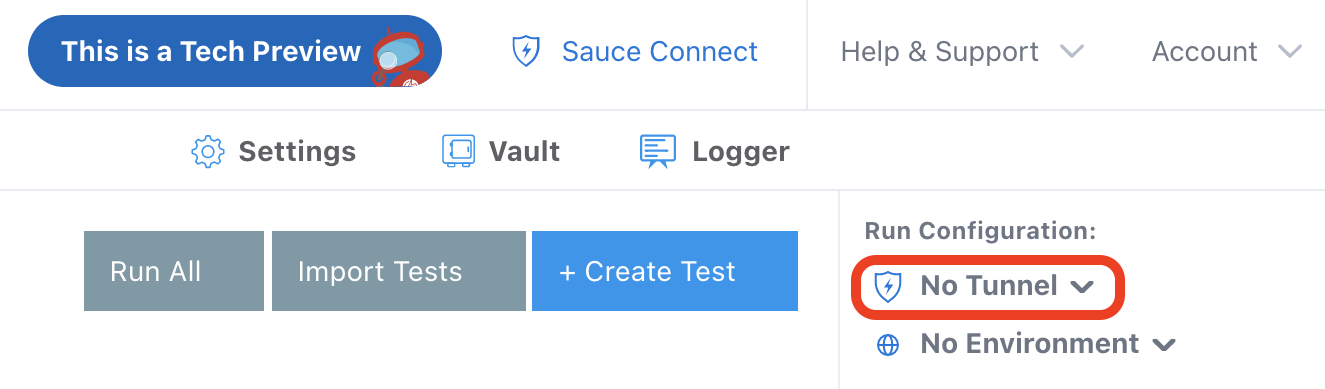 This is a Tech Preview
Sauce Connect
Help & Support
Account
Settings
Vault
Logger
Run All
Import Tests
+ Create Test
Run Configuration:
No Tunnel
No Environment